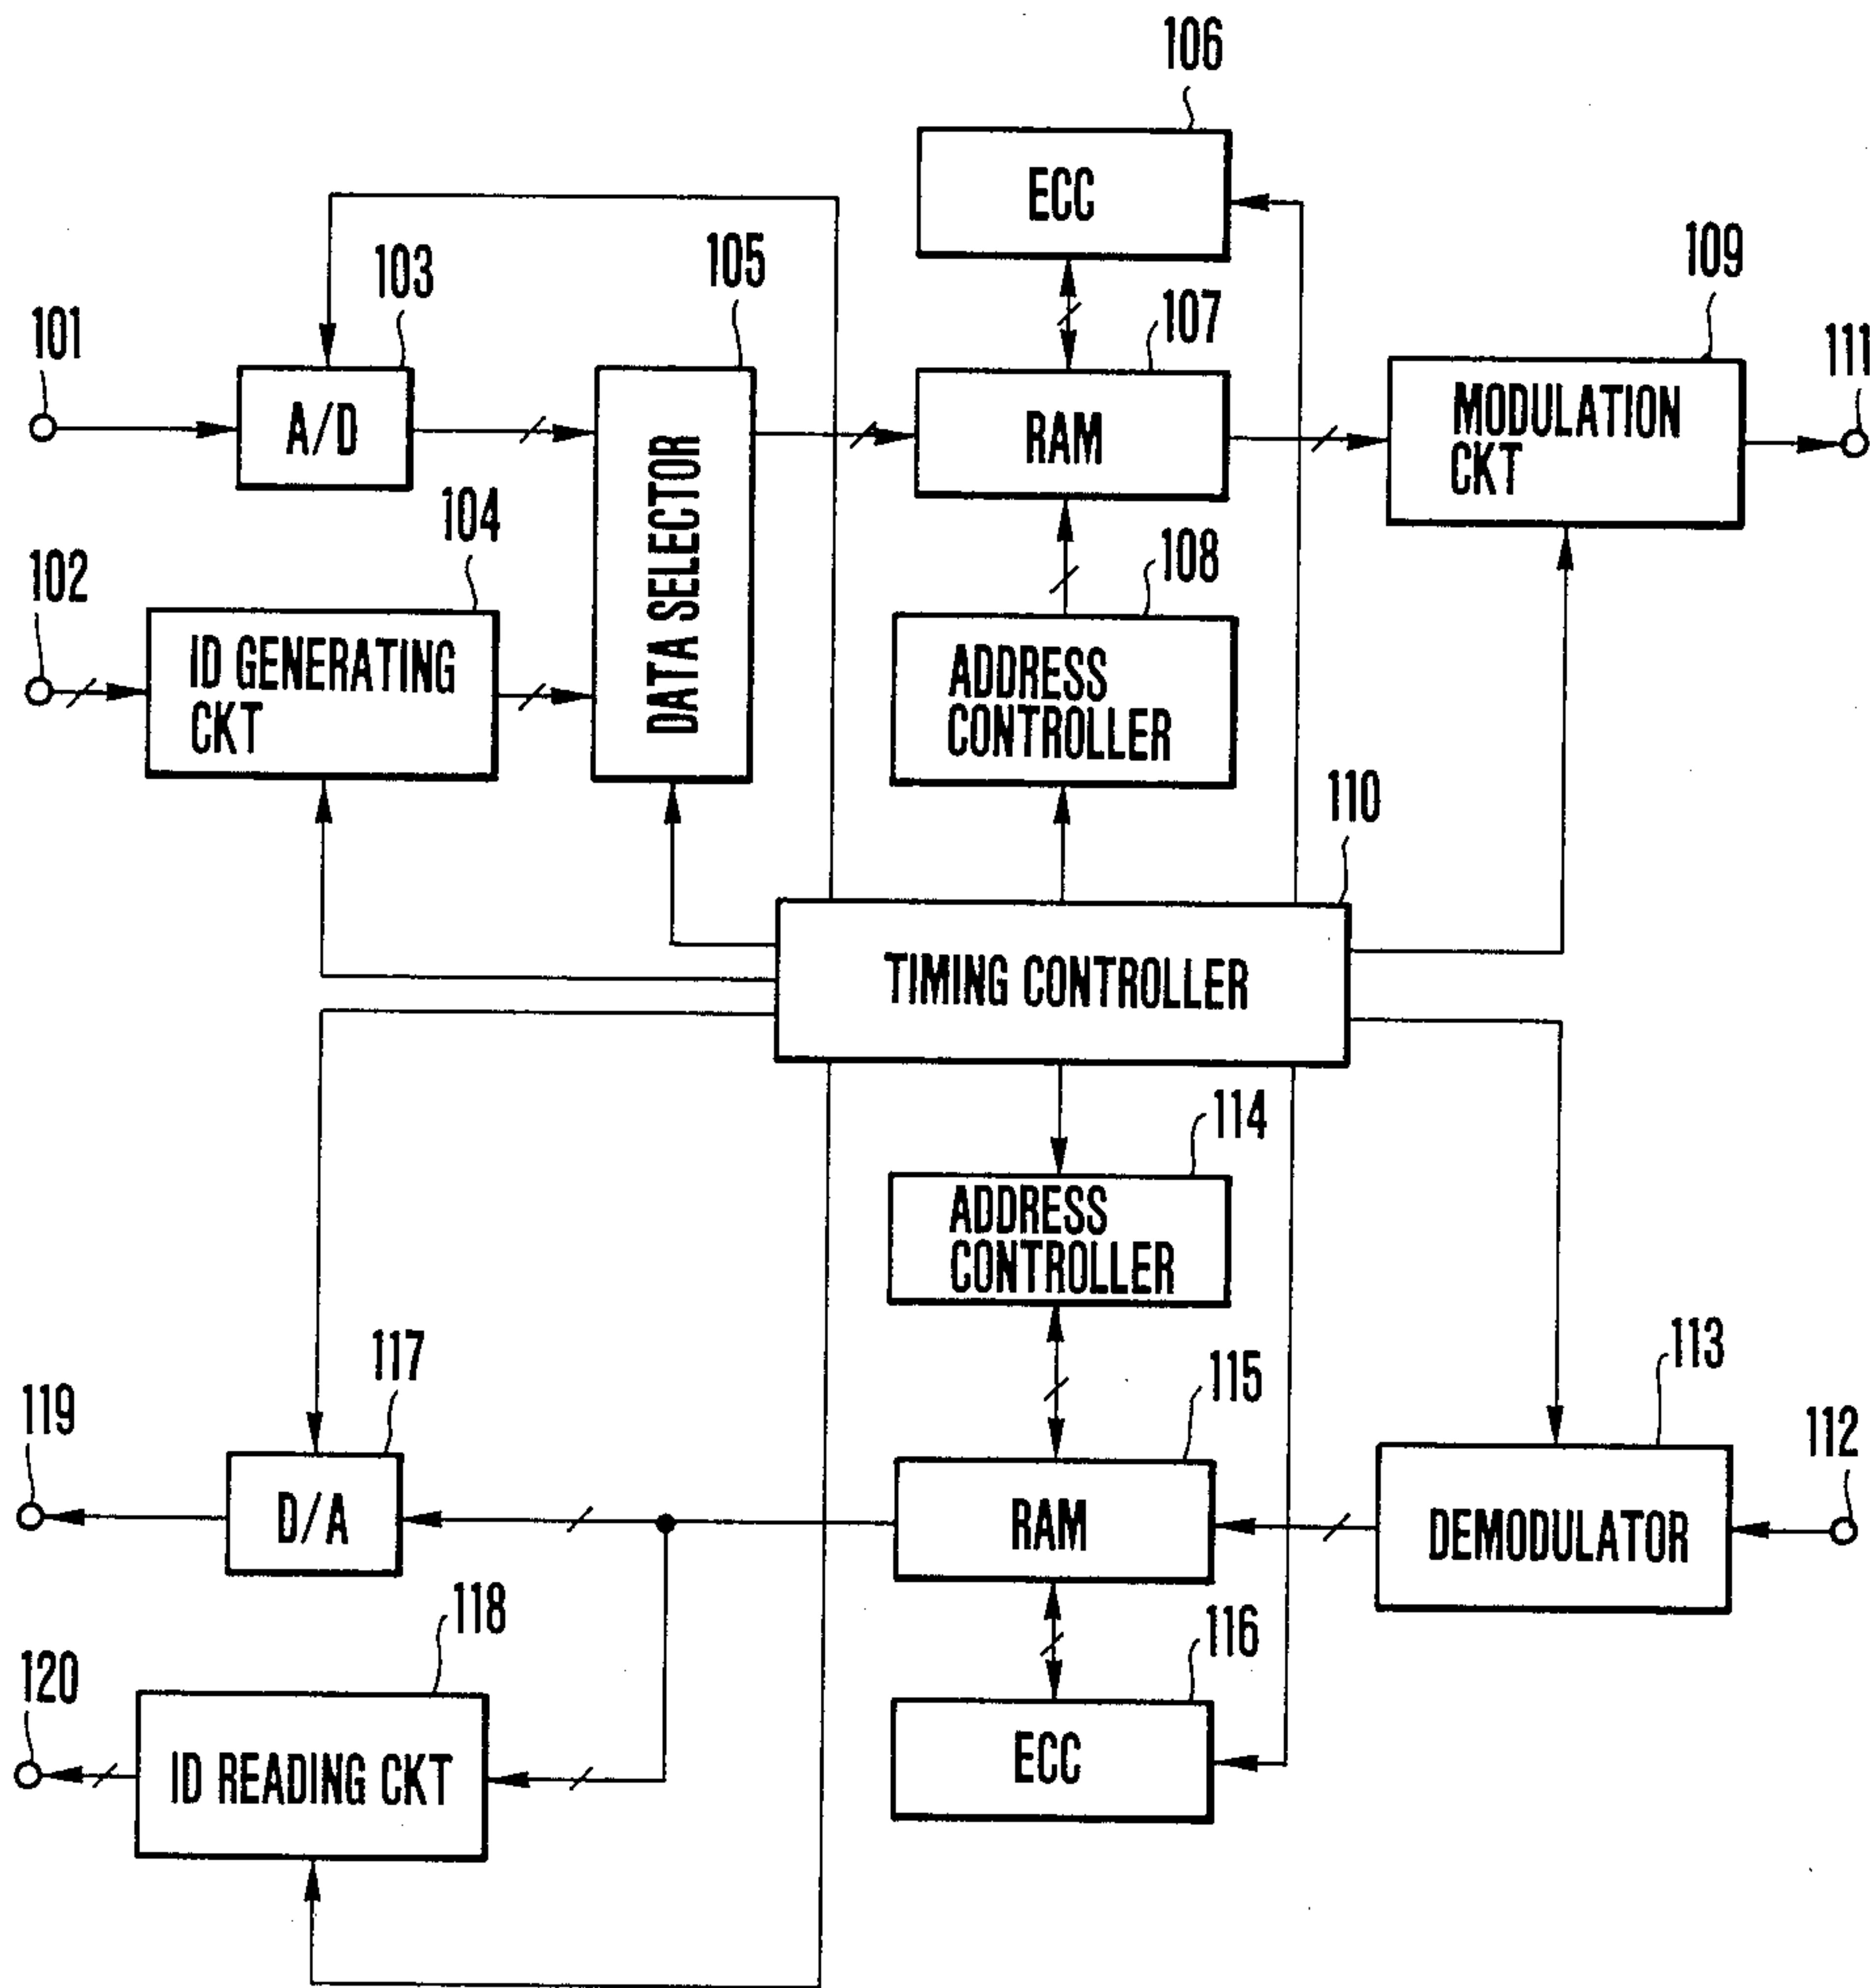 106
ECC
103
105
109
101
107
111
A/D
DATA SELECTOR
RAM
MODULATION
CKT
104
102
108
ID GENERATING
CKT
ADDRESS
CONTROLLER
110
TIMING CONTROLLER
114
ADDRESS
CONTROLLER
117
115
113
119
112
D/A
RAM
DEMODULATOR
118
116
120
ID READING CKT
ECC